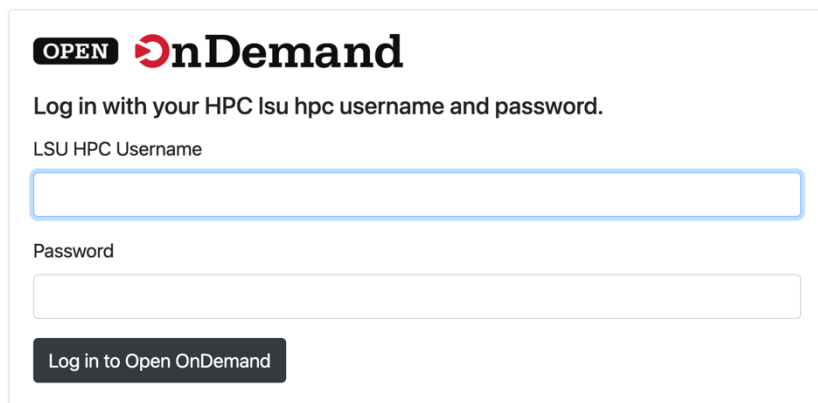 OPEN OnDemand
Log in with your HPC lsu hpc username and password.
LSU HPC Username
Password
Log in to Open OnDemand